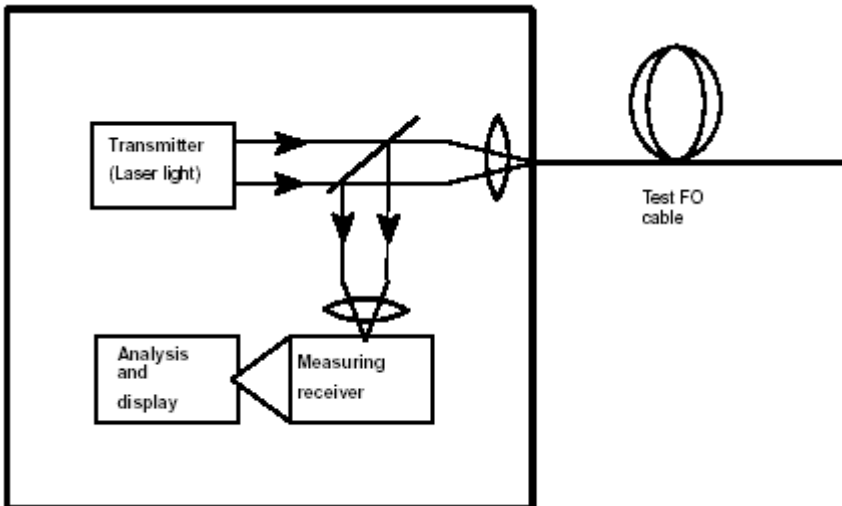 Transmitter
(Laser light)
Test FO
cable
Analysis
and
display
Measuring
receiver